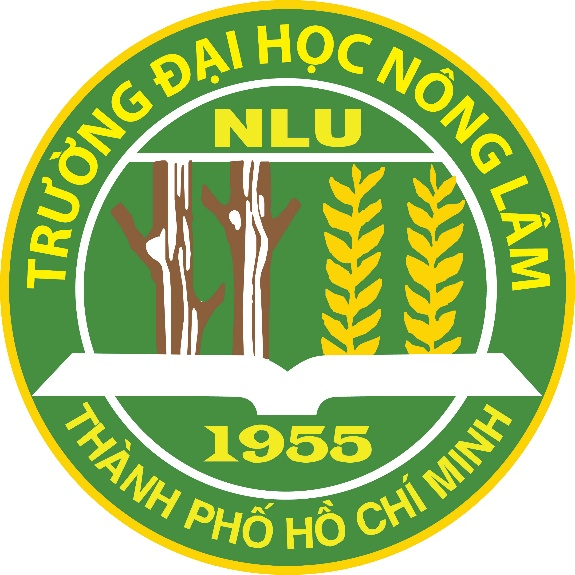 TRƯỜNG ĐẠI HỌC NÔNG LÂM
NLU
1955
THÀNH PHỐ HỒ CHÍ MINH